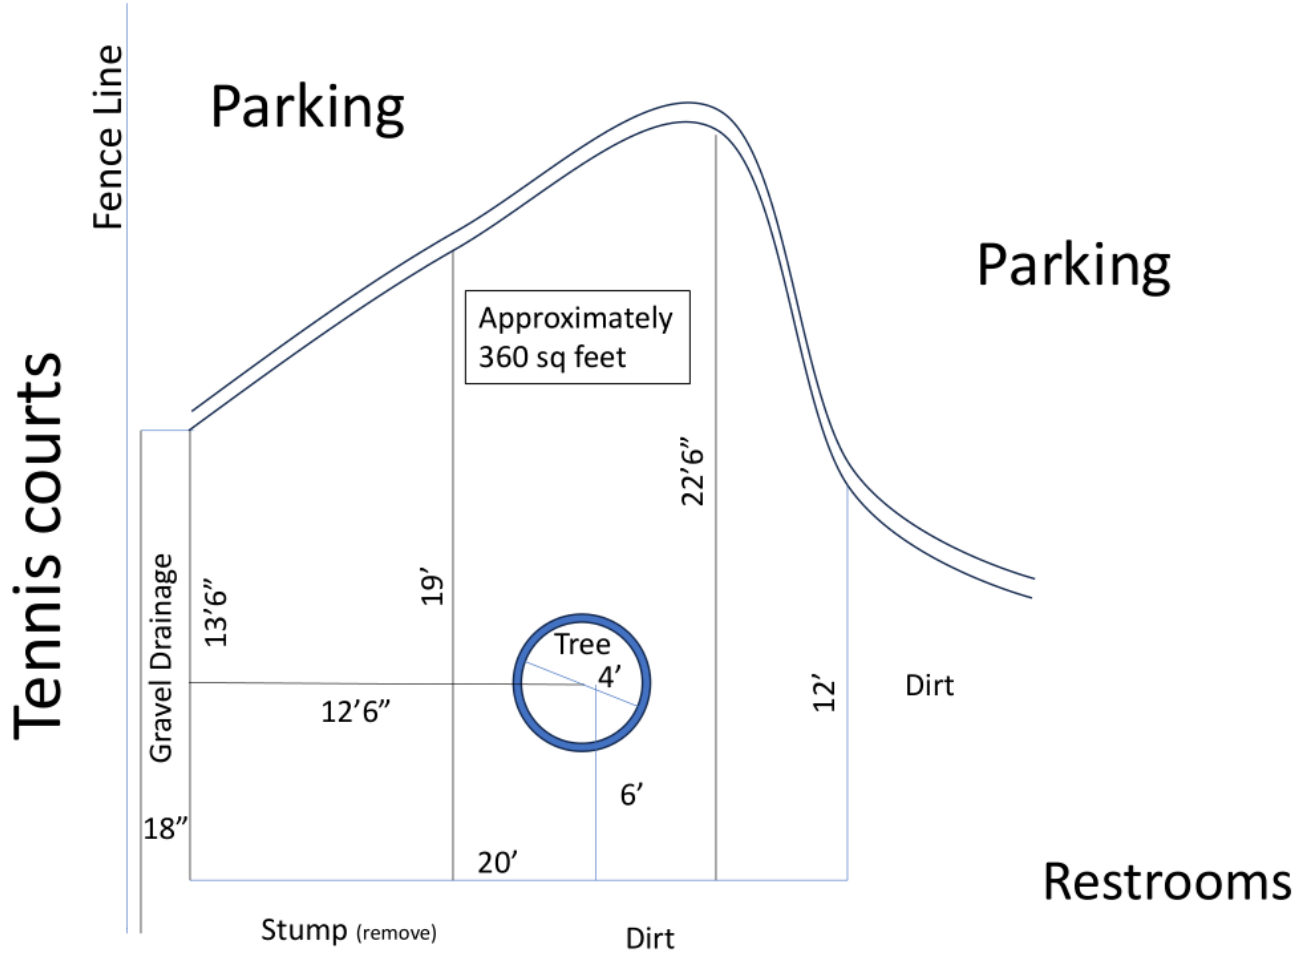 Fence Line
Parking
Parking
Approximately
360 sq feet
Tennis courts
22’6”
Gravel Drainage
13’6”
19’
Tree
4’
12’
Dirt
12’6”
6’
18”
20’
Restrooms
Stump (remove)
Dirt